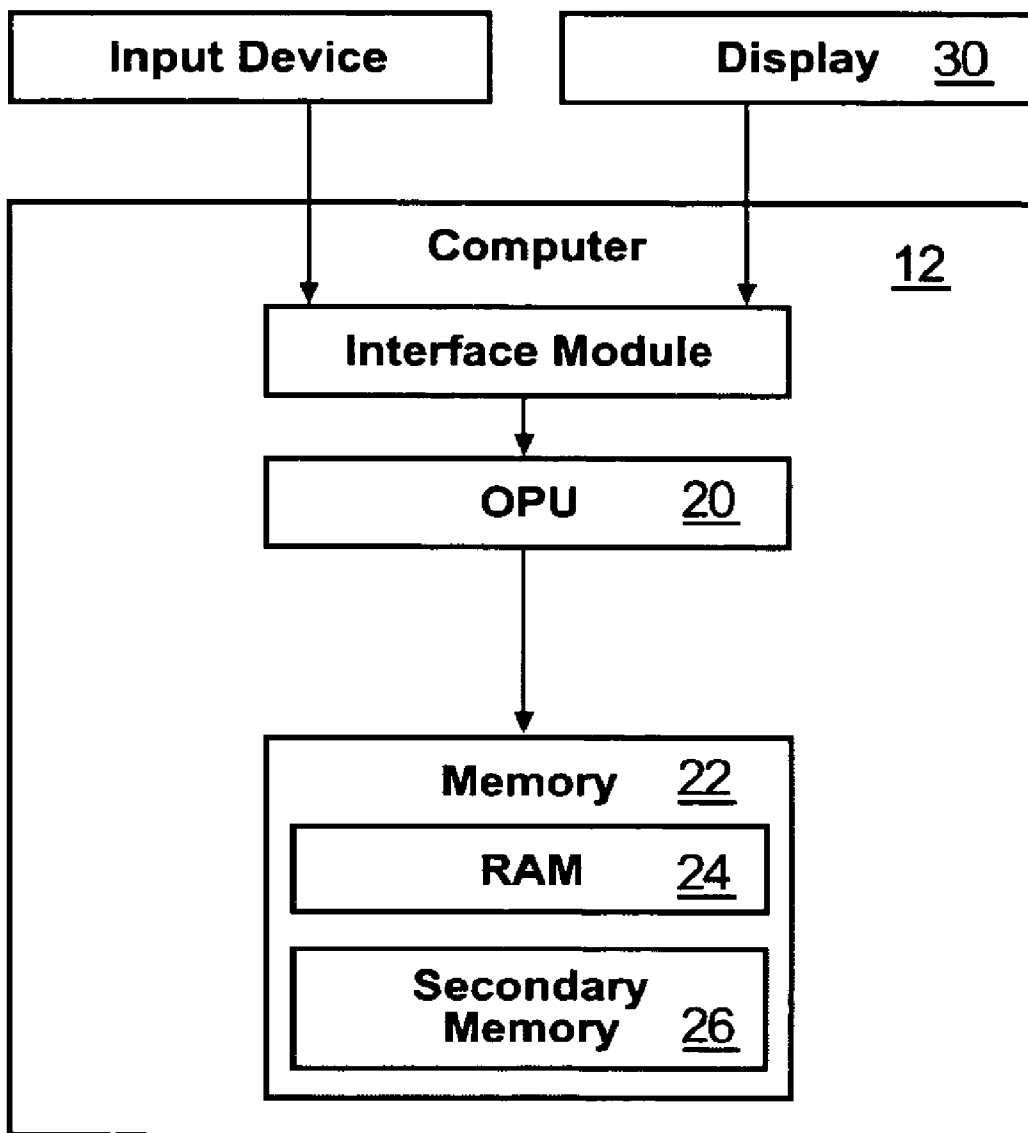 Input Device
Display 30
Computer 12
Interface Module
OPU 20
Memory 22
RAM 24
Secondary
Memory 26